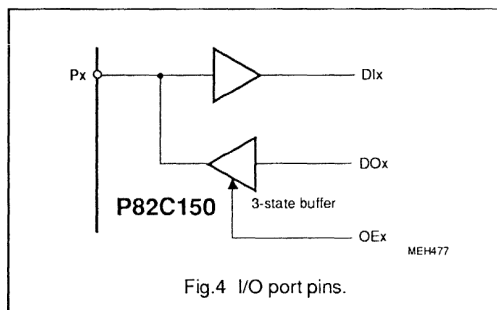 Px
DIx
DOx
P82C150
3-state buffer
OEx
MEH477
Fig.4 I/O port pins.